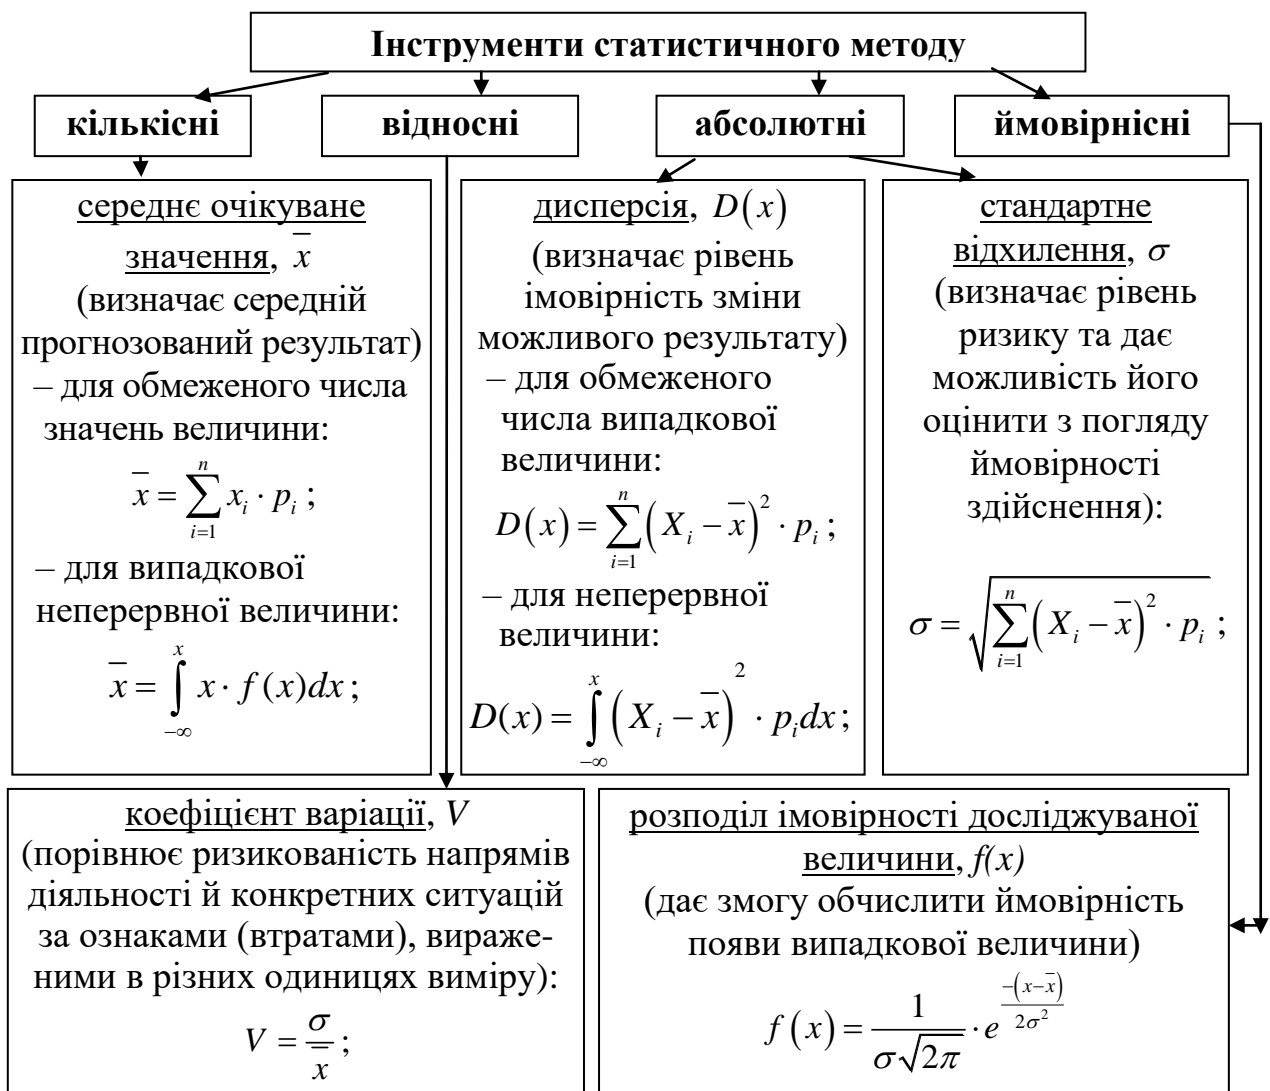 Інструменти статистичного методу
кількісні
відносні
абсолютні
ймовірнісні
середнє очікуване
значення, x̅
(визначає середній
прогнозований результат)
– для обмеженого числа
значень величини:
x̅ = ∑_{i=1}^{n} x_i · p_i ;
– для випадкової
неперервної величини:
x̅ = ∫_{−∞}^{x} x · f(x)dx ;
дисперсія, D(x)
(визначає рівень
імовірність зміни
можливого результату)
– для обмеженого
числа випадкової
величини:
D(x) = ∑_{i=1}^{n} (X_i − x̅)^2 · p_i ;
– для неперервної
величини:
D(x) = ∫_{−∞}^{x} (X_i − x̅)^2 · p_i dx ;
стандартне
відхилення, σ
(визначає рівень
ризику та дає
можливість його
оцінити з погляду
ймовірності
здійснення):
σ = √(∑_{i=1}^{n} (X_i − x̅)^2 · p_i) ;
коефіцієнт варіації, V
(порівнює ризикованість напрямів
діяльності й конкретних ситуацій
за ознаками (втратами), вираже-
ними в різних одиницях виміру):
V = σ / x̅ ;
розподіл імовірності досліджуваної
величини, f(x)
(дає змогу обчислити ймовірність
появи випадкової величини)
f(x) = 1 / (σ√(2π)) · e^{−(x−x̅) / 2σ^2}